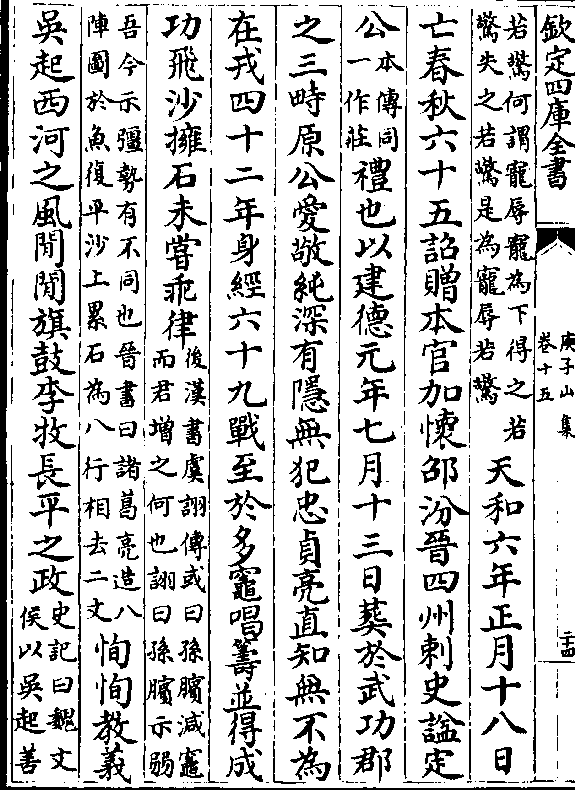 欽定四庫全書
庾子山集
卷十五
二十四
若驚何謂寵辱寵為下得之若
驚失之若驚是為寵辱若驚
天和六年正月十八日
亡春秋六十五詔贈本官加懷邵汾晉四州刺史諡定
公
本傳同
一作莊
禮也以建德元年七月十三日葬於武功郡
之三畤原公愛敬純深有隱無犯忠貞亮直知無不為
在戎四十二年身經六十九戰至於多竈唱籌並得成
功飛沙擁石未嘗乖律
後漢書虞詡傳或曰孫臏減竈
而君增之何也詡曰孫臏示弱
吾今示彊勢有不同也晉書曰諸葛亮造八
陣圖於魚復平沙上累石為八行相去二丈
恂恂教義
吳起西河之風閒閒旗鼓李牧長平之政
史記曰魏文
侯以吳起善